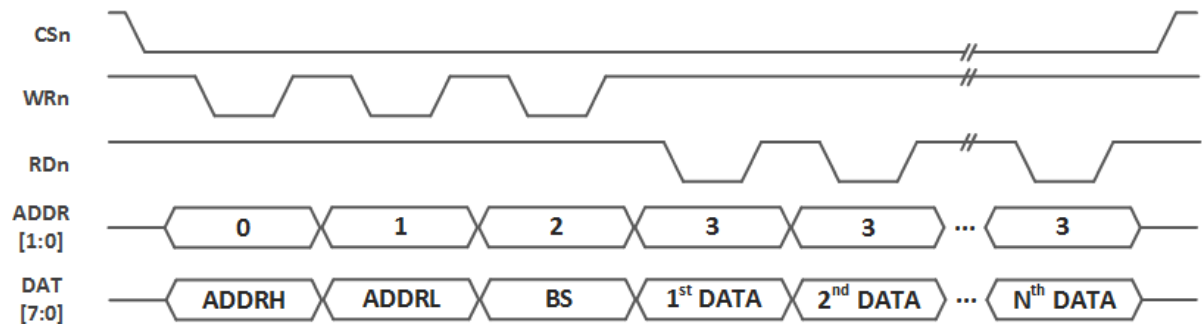 CSn
WRn
RDn
ADDR
[1:0]
0 1 2 3 3 ... 3
DAT
[7:0]
ADDRH ADDRL BS 1st DATA 2nd DATA ... Nth DATA